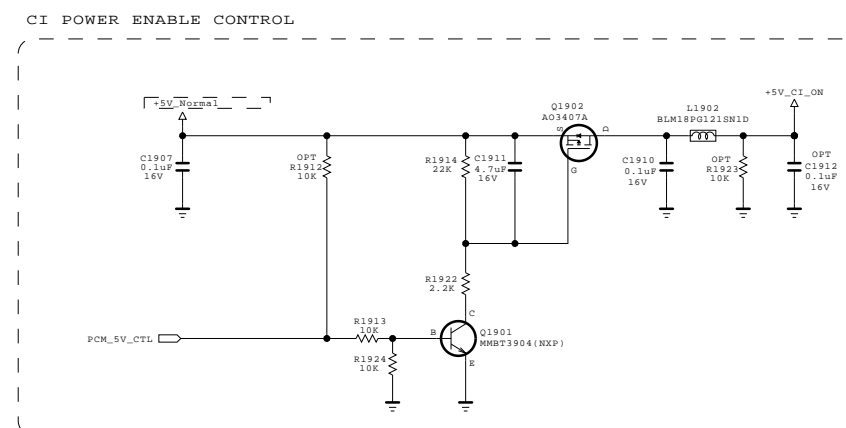 CI POWER ENABLE CONTROL
+5V_Normal
Q1902
AO3407A
S
D
G
L1902
BLM18PG121SN1D
+5V_CI_ON
C1907
0.1uF
16V
OPT
R1912
10K
R1914
22K
C1911
4.7uF
16V
C1910
0.1uF
16V
OPT
R1923
10K
OPT
C1912
0.1uF
16V
R1922
2.2K
PCM_5V_CTL
R1913
10K
R1924
10K
B
C
E
Q1901
MMBT3904(NXP)